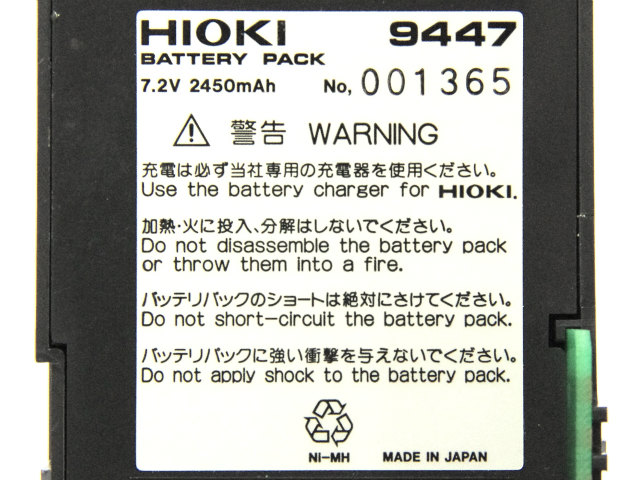 HIOKI 9447
BATTERY PACK
7.2V 2450mAh No, 001365
警告 WARNING
充電は必ず当社専用の充電器を使用ください。
Use the battery charger for HIOKI.
加熱・火に投入、分解はしないでください。
Do not disassemble the battery pack
or throw them into a fire.
バッテリパックのショートは絶対にさけてください。
Do not short-circuit the battery pack.
バッテリパックに強い衝撃を与えないでください。
Do not apply shock to the battery pack.
Ni-MH MADE IN JAPAN